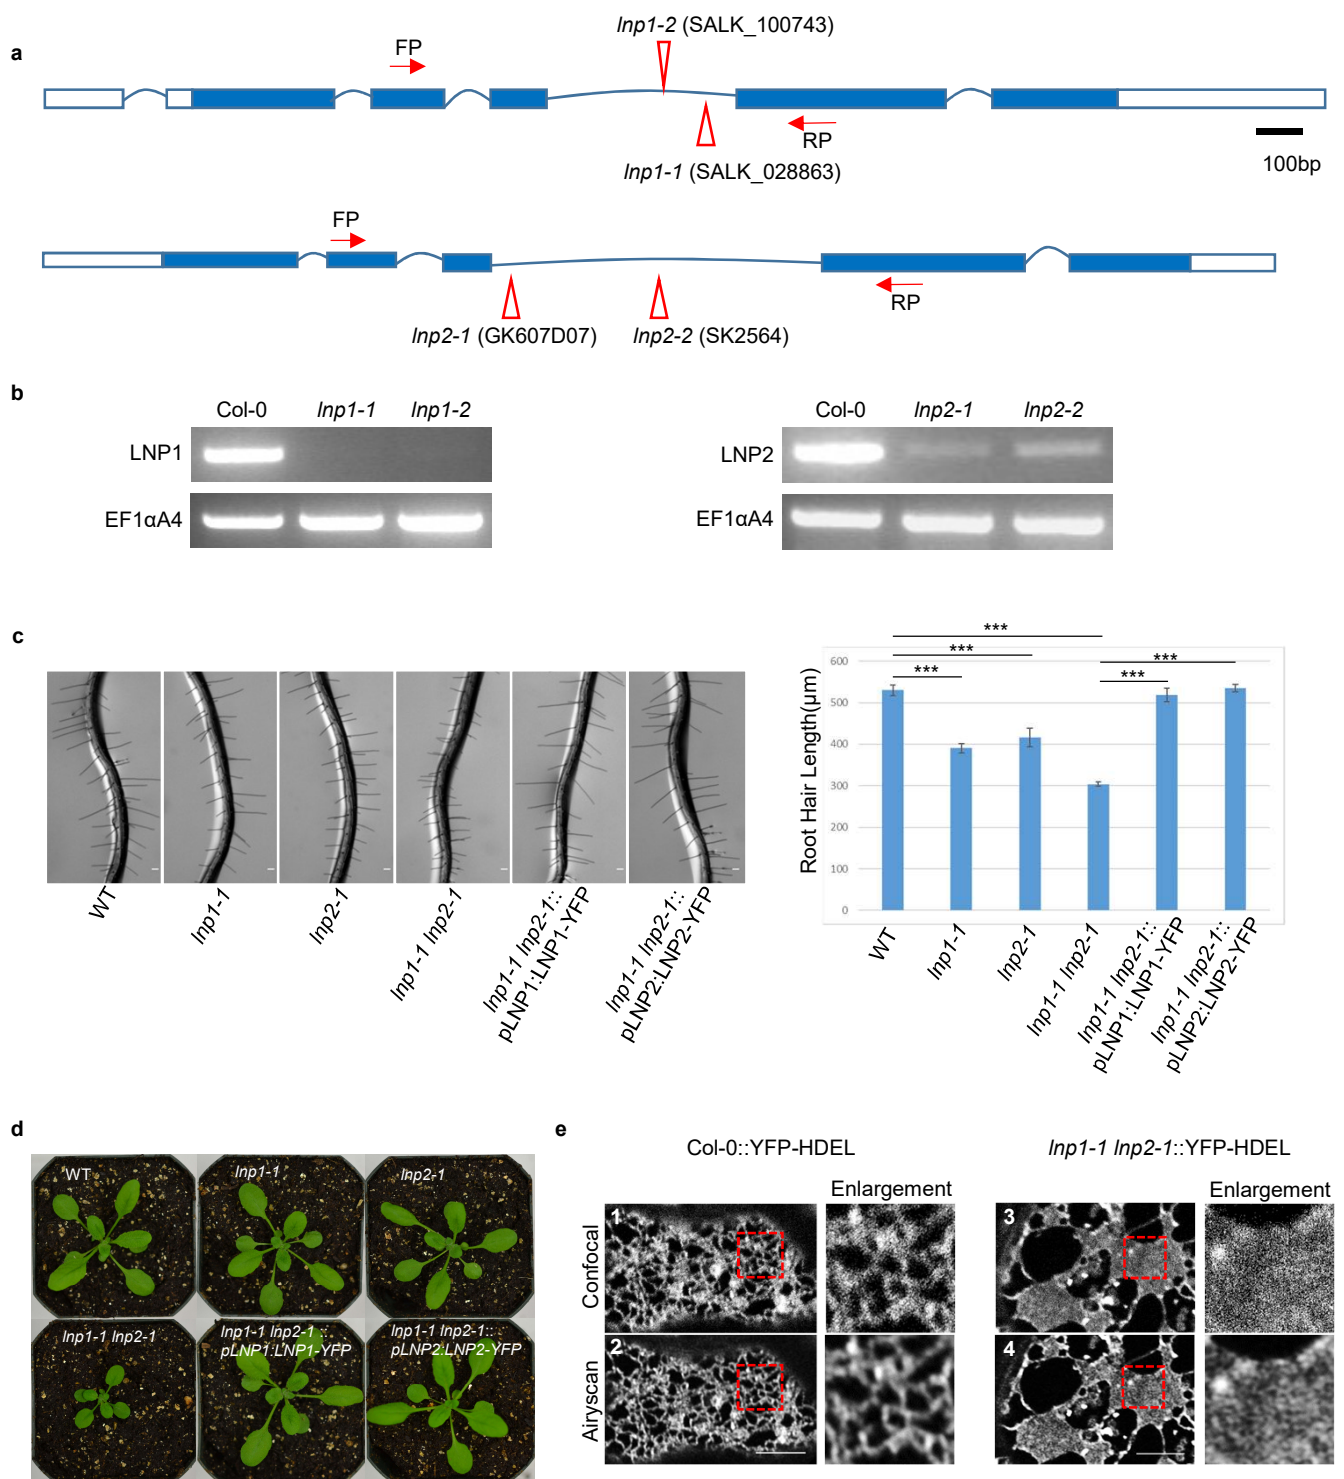 a
lnp1-2 (SALK_100743)
FP
RP
lnp1-1 (SALK_028863)
100bp
FP
RP
lnp2-1 (GK607D07)
lnp2-2 (SK2564)
b
Col-0 lnp1-1 lnp1-2
LNP1
EF1αA4
Col-0 lnp2-1 lnp2-2
LNP2
EF1αA4
c
WT
lnp1-1
lnp2-1
lnp1-1 lnp2-1
lnp1-1 lnp2-1::
pLNP1:LNP1-YFP
lnp1-1 lnp2-1::
pLNP2:LNP2-YFP
Root Hair Length(µm)
600
500
400
300
200
100
0
***
***
***
***
***
WT
lnp1-1
lnp2-1
lnp1-1 lnp2-1
lnp1-1 lnp2-1::
pLNP1:LNP1-YFP
lnp1-1 lnp2-1::
pLNP2:LNP2-YFP
d
WT
lnp1-1
lnp2-1
lnp1-1 lnp2-1
lnp1-1 lnp2-1::
pLNP1:LNP1-YFP
lnp1-1 lnp2-1::
pLNP2:LNP2-YFP
e
Col-0::YFP-HDEL
lnp1-1 lnp2-1::YFP-HDEL
Enlargement
Enlargement
Confocal
Airyscan
1
2
3
4